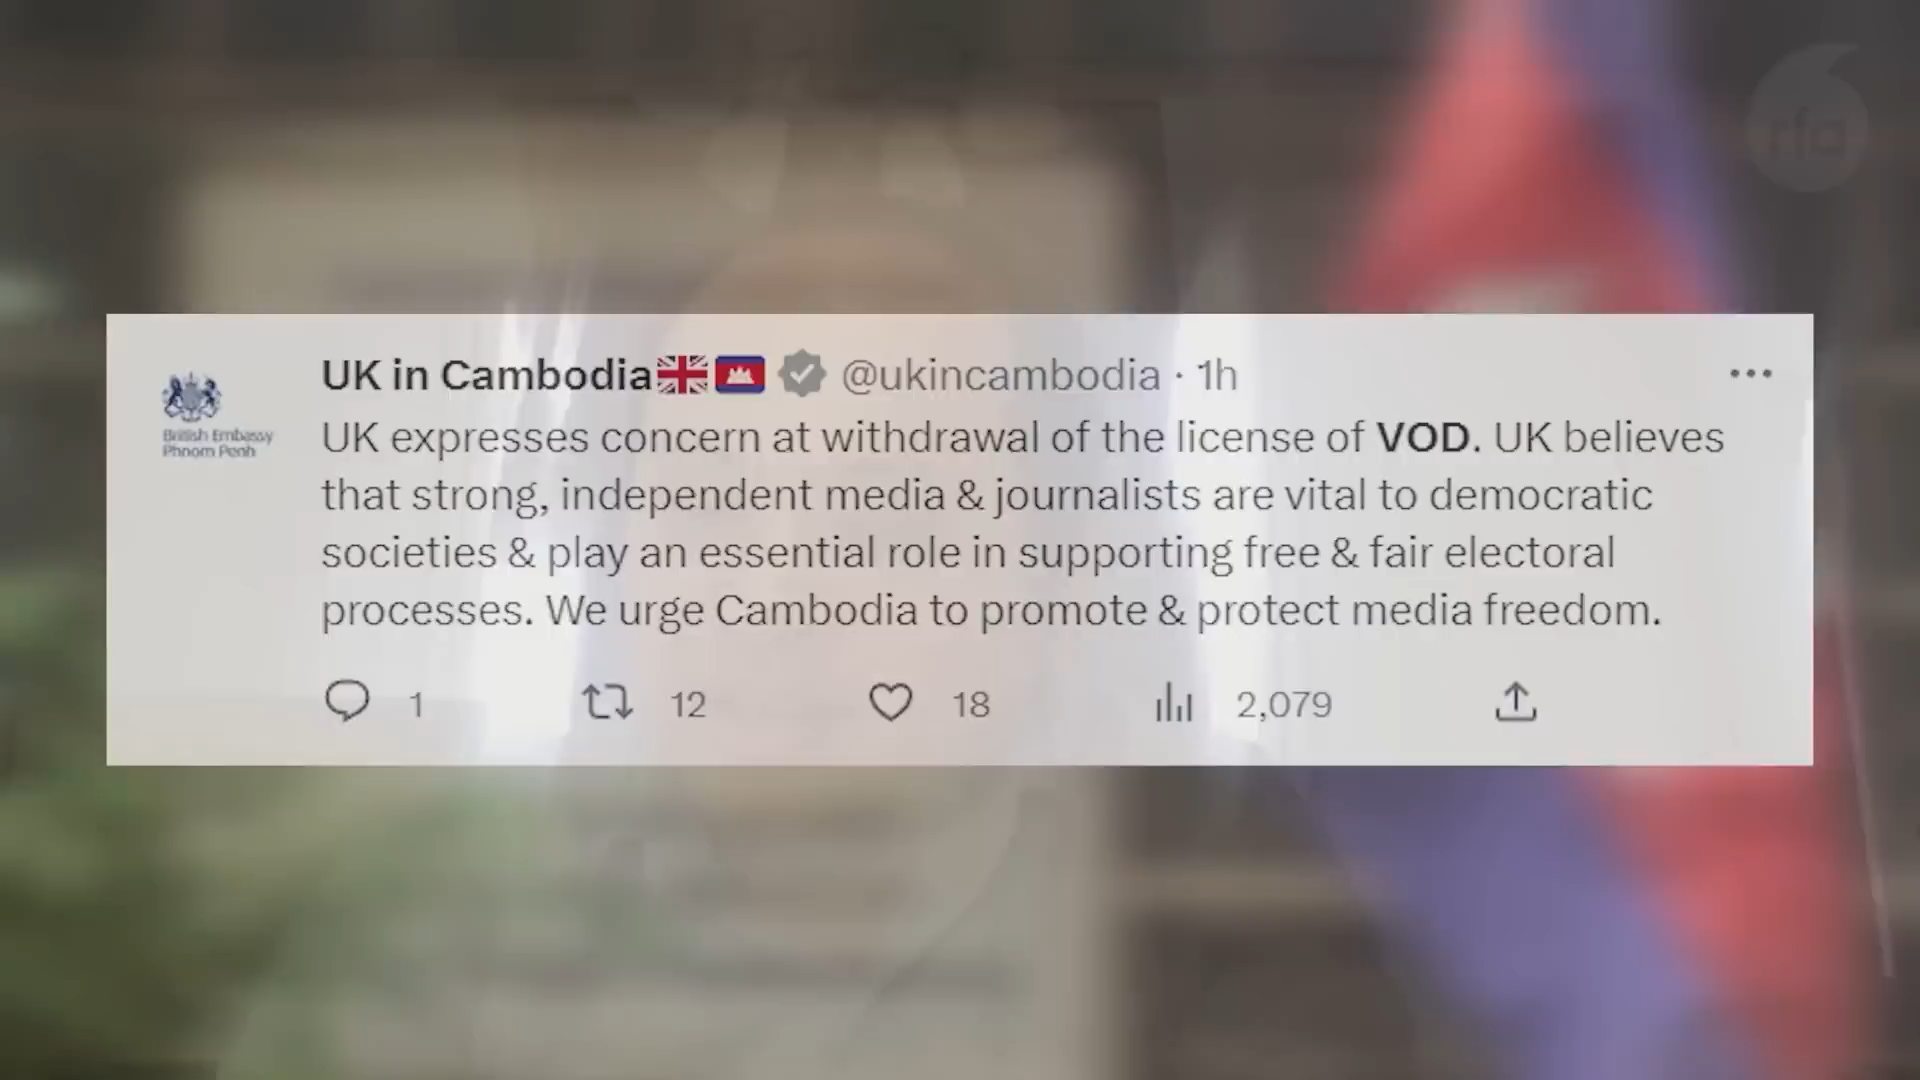 rfa
UK in Cambodia🇬🇧🇰🇭 @ukincambodia · 1h
British Embassy
Phnom Penh
UK expresses concern at withdrawal of the license of VOD. UK believes
that strong, independent media & journalists are vital to democratic
societies & play an essential role in supporting free & fair electoral
processes. We urge Cambodia to promote & protect media freedom.
1 12 18 2,079